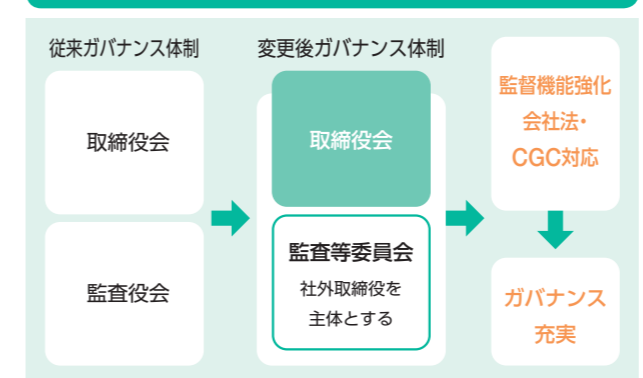 従来ガバナンス体制
変更後ガバナンス体制
取締役会
監査役会
取締役会
監査等委員会
社外取締役を
主体とする
監督機能強化
会社法・
CGC対応
ガバナンス
充実